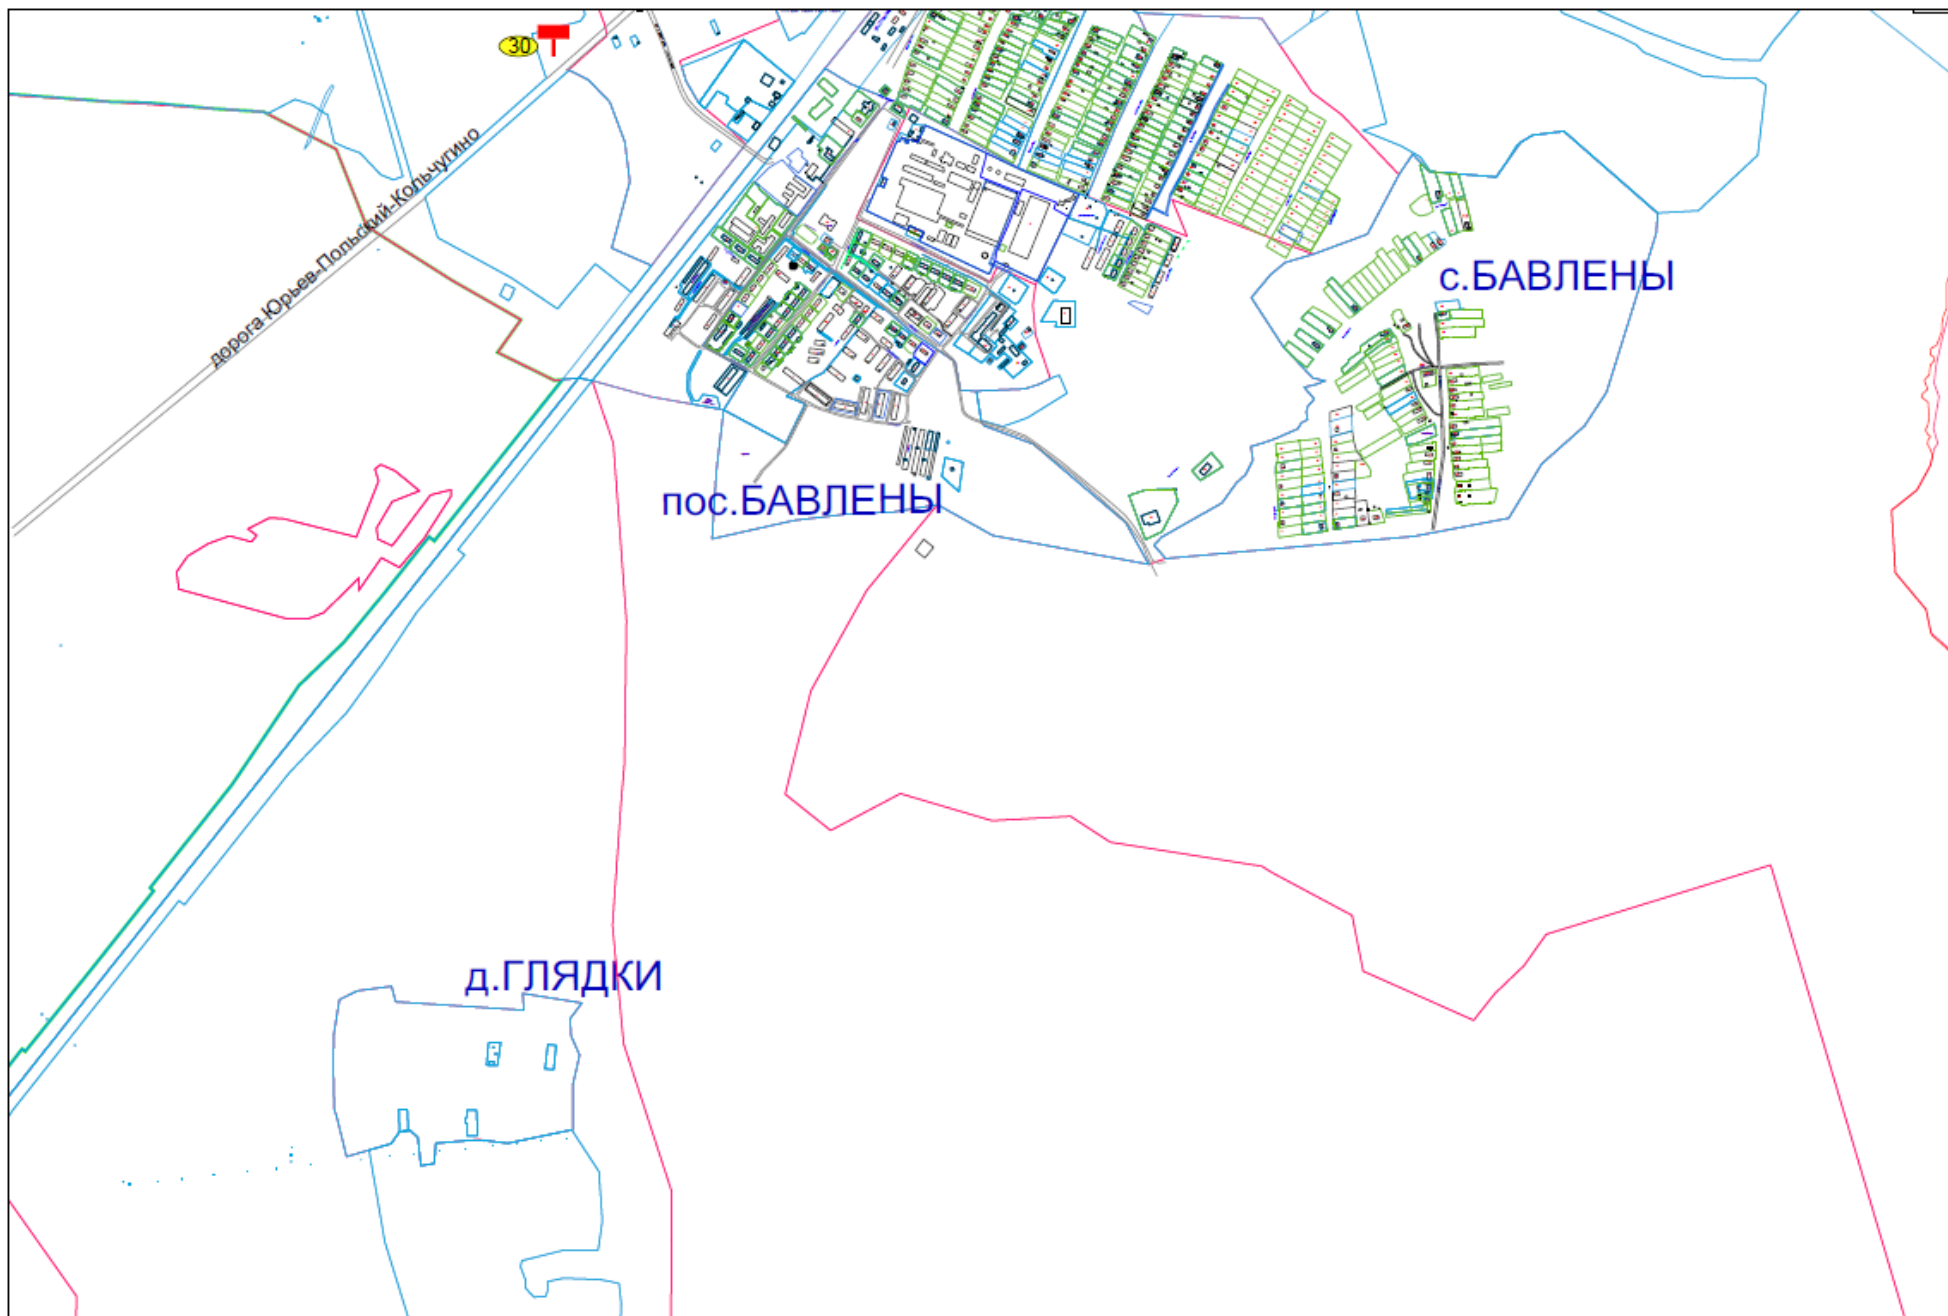 30
дорога Юрьев-Польский-Кольчугино
с.БАВЛЕНЫ
пос.БАВЛЕНЫ
д.ГЛЯДКИ